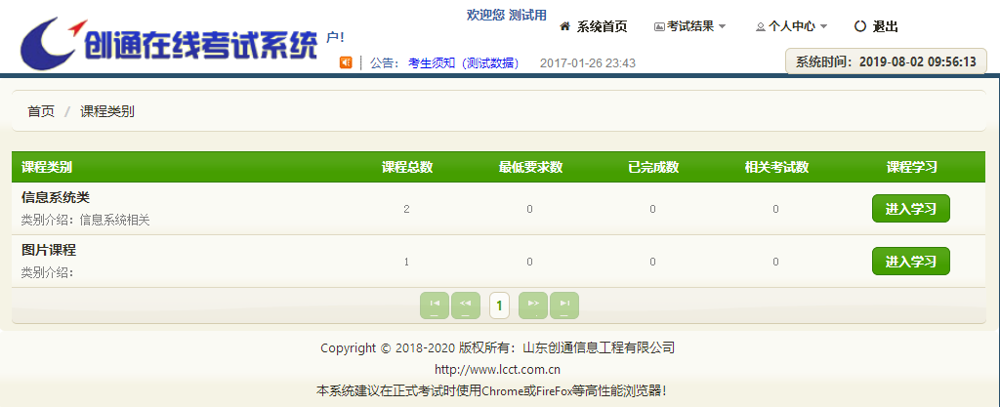 创通在线考试系统
欢迎您 测试用户!
系统首页 考试结果 个人中心 退出
公告: 考生须知（测试数据） 2017-01-26 23:43
系统时间：2019-08-02 09:56:13
首页 / 课程类别
课程类别 课程总数 最低要求数 已完成数 相关考试数 课程学习
信息系统类
类别介绍：信息系统相关
2 0 0 0 进入学习
图片课程
类别介绍：
1 0 0 0 进入学习
1
Copyright © 2018-2020 版权所有：山东创通信息工程有限公司
http://www.lcct.com.cn
本系统建议在正式考试时使用Chrome或FireFox等高性能浏览器!